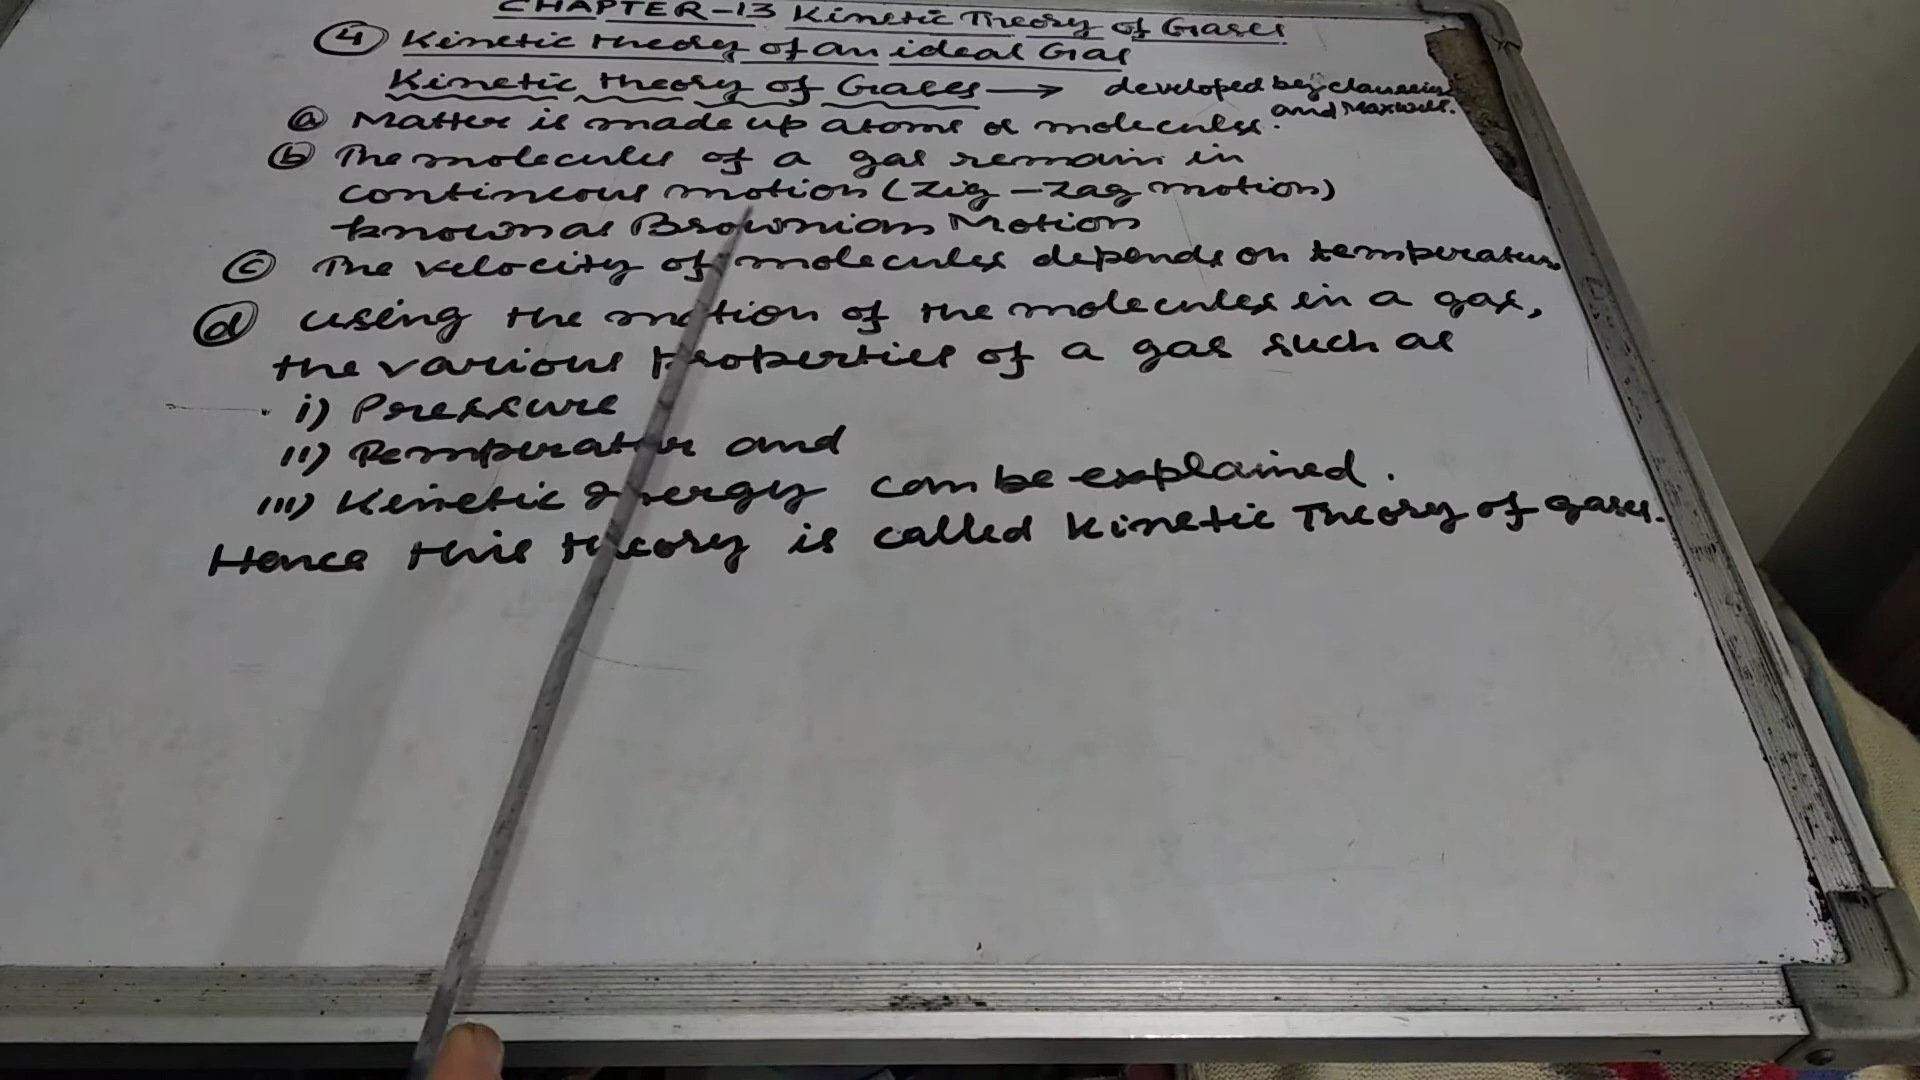 CHAPTER-13 Kinetic Theory of Gases
④ Kinetic theory of an ideal Gas
Kinetic theory of Gases → developed by clausius
and Maxwell.
ⓐ Matter is made up atoms or molecules.
ⓑ The molecules of a gas remain in
contineous motion (zig-zag motion)
known as Brownian Motion
ⓒ The velocity of molecules depends on temperature
ⓓ using the motion of the molecules in a gas,
the various properties of a gas such as
i) Pressure
ii) Temperature and
iii) Kinetic Energy can be explained.
Hence this theory is called Kinetic Theory of gases.